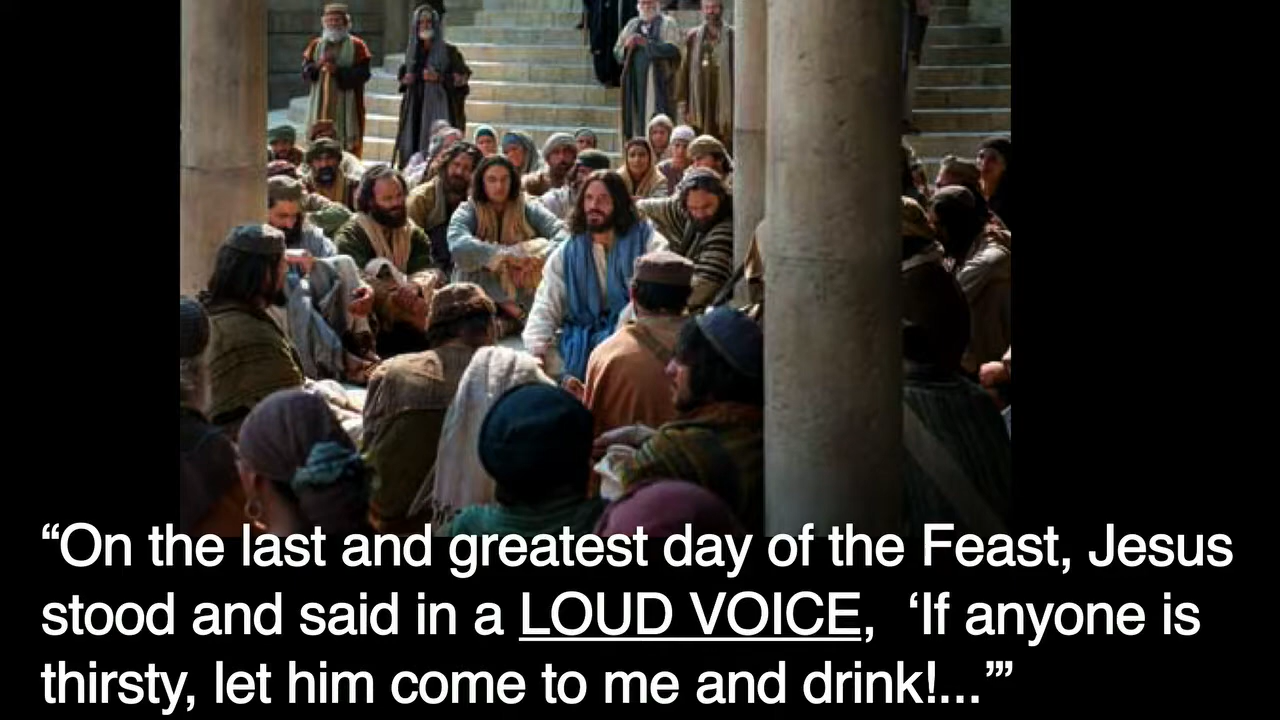 “On the last and greatest day of the Feast, Jesus
stood and said in a LOUD VOICE,  ‘If anyone is
thirsty, let him come to me and drink!...’”